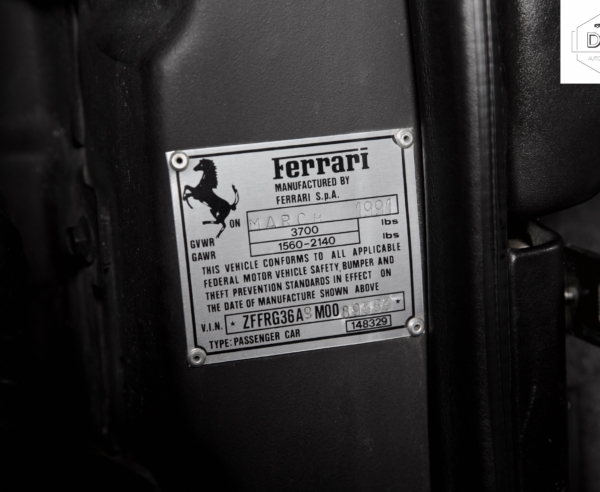 Ferrari
MANUFACTURED BY
FERRARI S.p.A.
ON MARCH 1991
GVWR 3700 lbs
GAWR 1560-2140 lbs
THIS VEHICLE CONFORMS TO ALL APPLICABLE
FEDERAL MOTOR VEHICLE SAFETY, BUMPER AND
THEFT PREVENTION STANDARDS IN EFFECT ON
THE DATE OF MANUFACTURE SHOWN ABOVE
V.I.N. * ZFFRG36A9M00
TYPE: PASSENGER CAR 148329